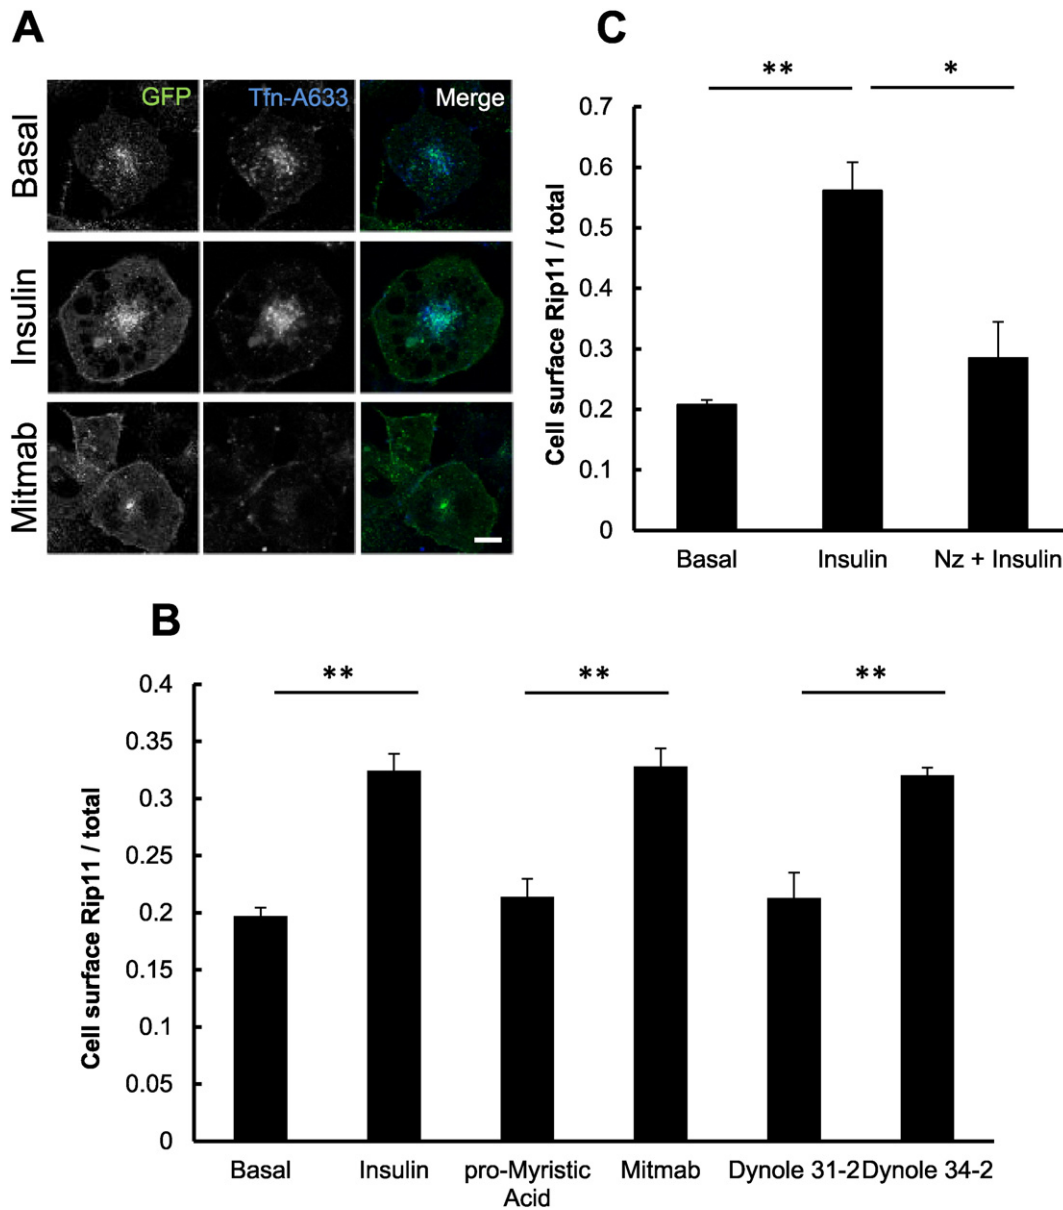 A
GFP
Tfn-A633
Merge
Basal
Insulin
Mitmab
C
** *
Cell surface Rip11 / total
0.7
0.6
0.5
0.4
0.3
0.2
0.1
0
Basal Insulin Nz + Insulin
B
** ** **
Cell surface Rip11 / total
0.4
0.35
0.3
0.25
0.2
0.15
0.1
0.05
0
Basal Insulin pro-Myristic Mitmab Dynole 31-2 Dynole 34-2
Acid